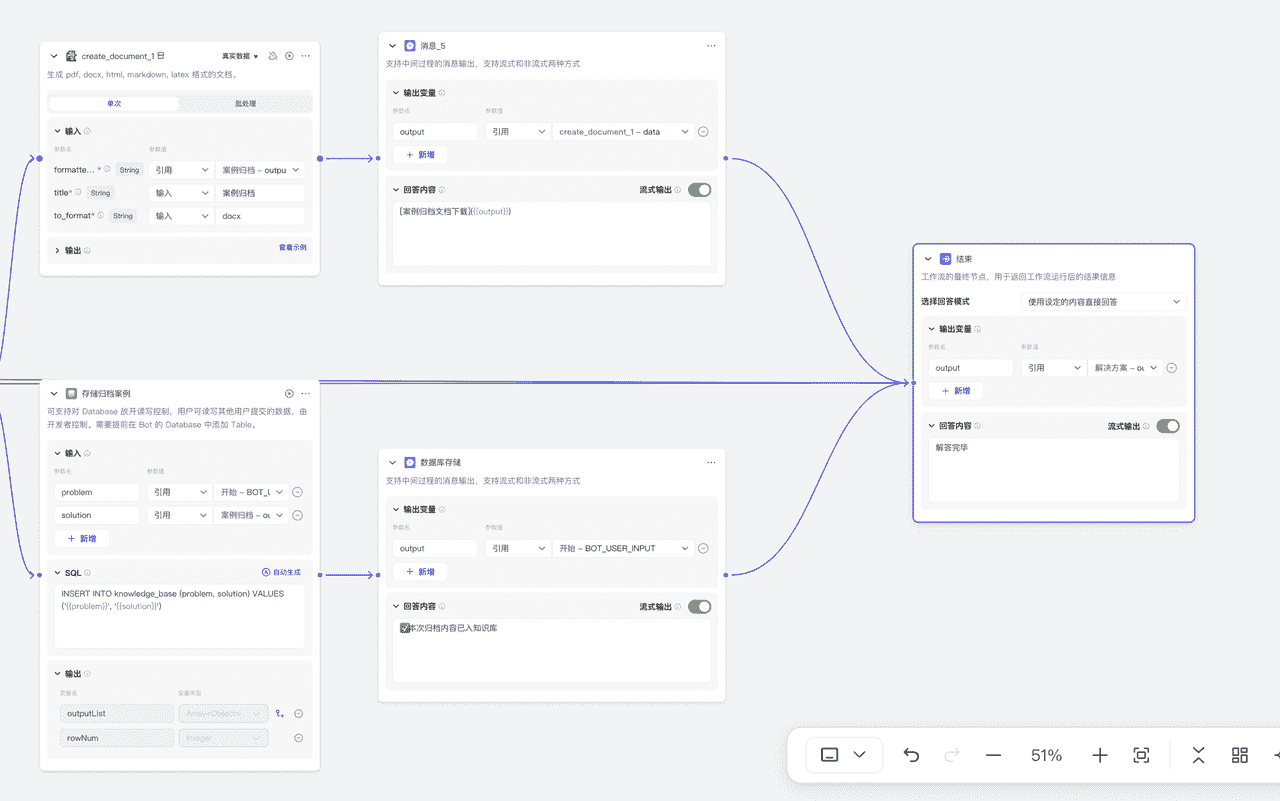 create_document_1
真实数据
生成 pdf, docx, html, markdown, latex 格式的文档。
单次
批处理
输入
参数名
参数值
formatte... *
String
引用
案例归档 – outpu
title*
String
输入
案例归档
to_format*
String
输入
docx
输出
查看示例
消息_5
支持中间过程的消息输出，支持流式和非流式两种方式
输出变量
参数名
参数值
output
引用
create_document_1 – data
+ 新增
回答内容
流式输出
[案例归档文档下载]({{output}})
存储归档案例
可支持对 Database 放开读写控制，用户可读写其他用户提交的数据，由
开发者控制。需要提前在 Bot 的 Database 中添加 Table。
输入
参数名
参数值
problem
引用
开始 – BOT_L
solution
引用
案例归档 – ou
+ 新增
SQL
自动生成
INSERT INTO knowledge_base (problem, solution) VALUES
('{{problem}}', '{{solution}}')
输出
变量名
变量类型
outputList
Array<Object>
rowNum
Integer
数据库存储
支持中间过程的消息输出，支持流式和非流式两种方式
输出变量
参数名
参数值
output
引用
开始 – BOT_USER_INPUT
+ 新增
回答内容
流式输出
✅本次归档内容已入知识库
结束
工作流的最终节点，用于返回工作流运行后的结果信息
选择回答模式
使用设定的内容直接回答
输出变量
参数名
参数值
output
引用
解决方案 – ou
+ 新增
回答内容
流式输出
解答完毕
51%